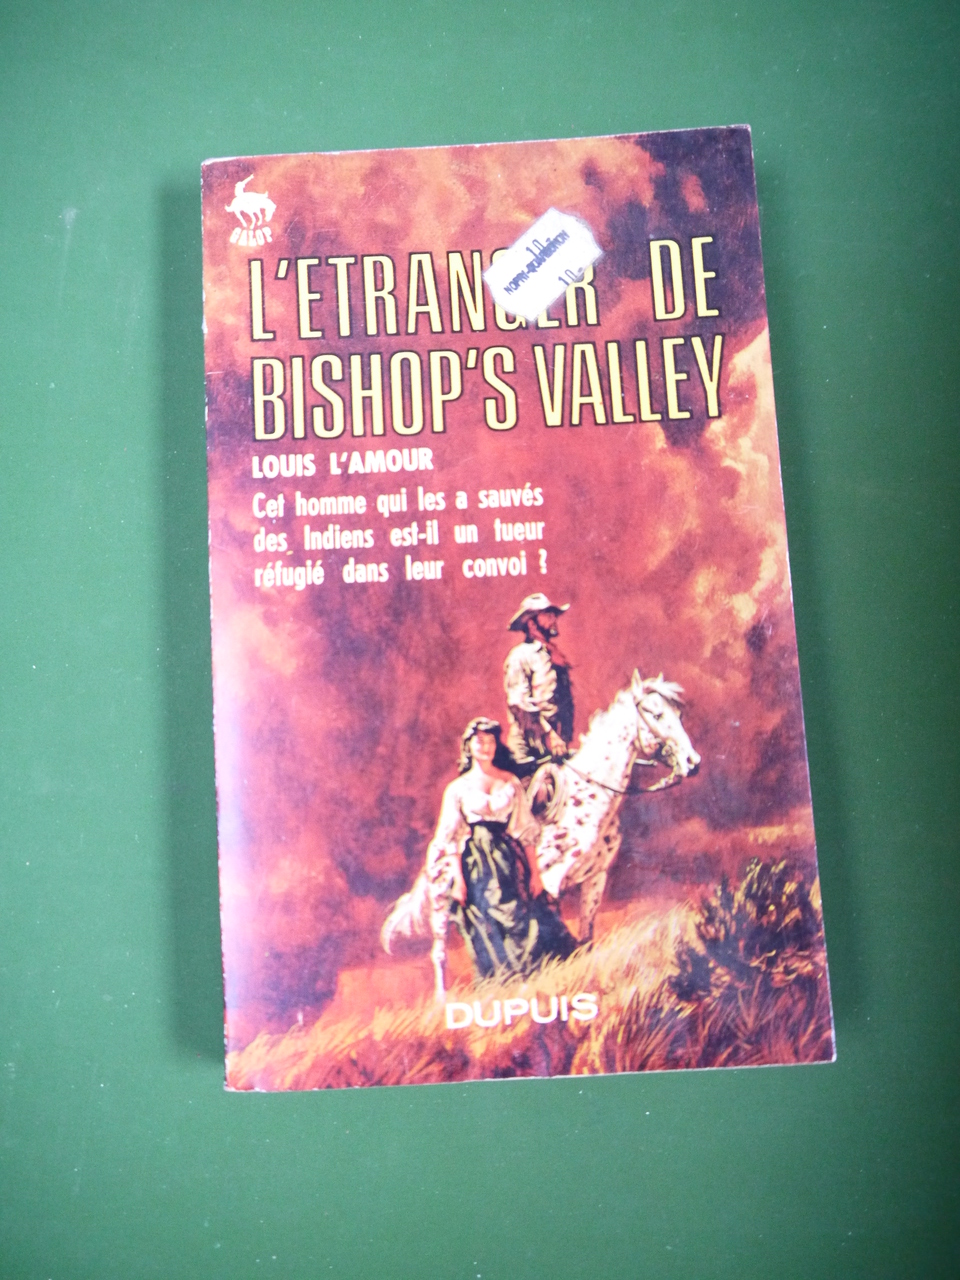 GALOP
L'ETRANGER DE
BISHOP'S VALLEY
LOUIS L'AMOUR
Cet homme qui les a sauvés
des Indiens est-il un tueur
réfugié dans leur convoi ?
DUPUIS